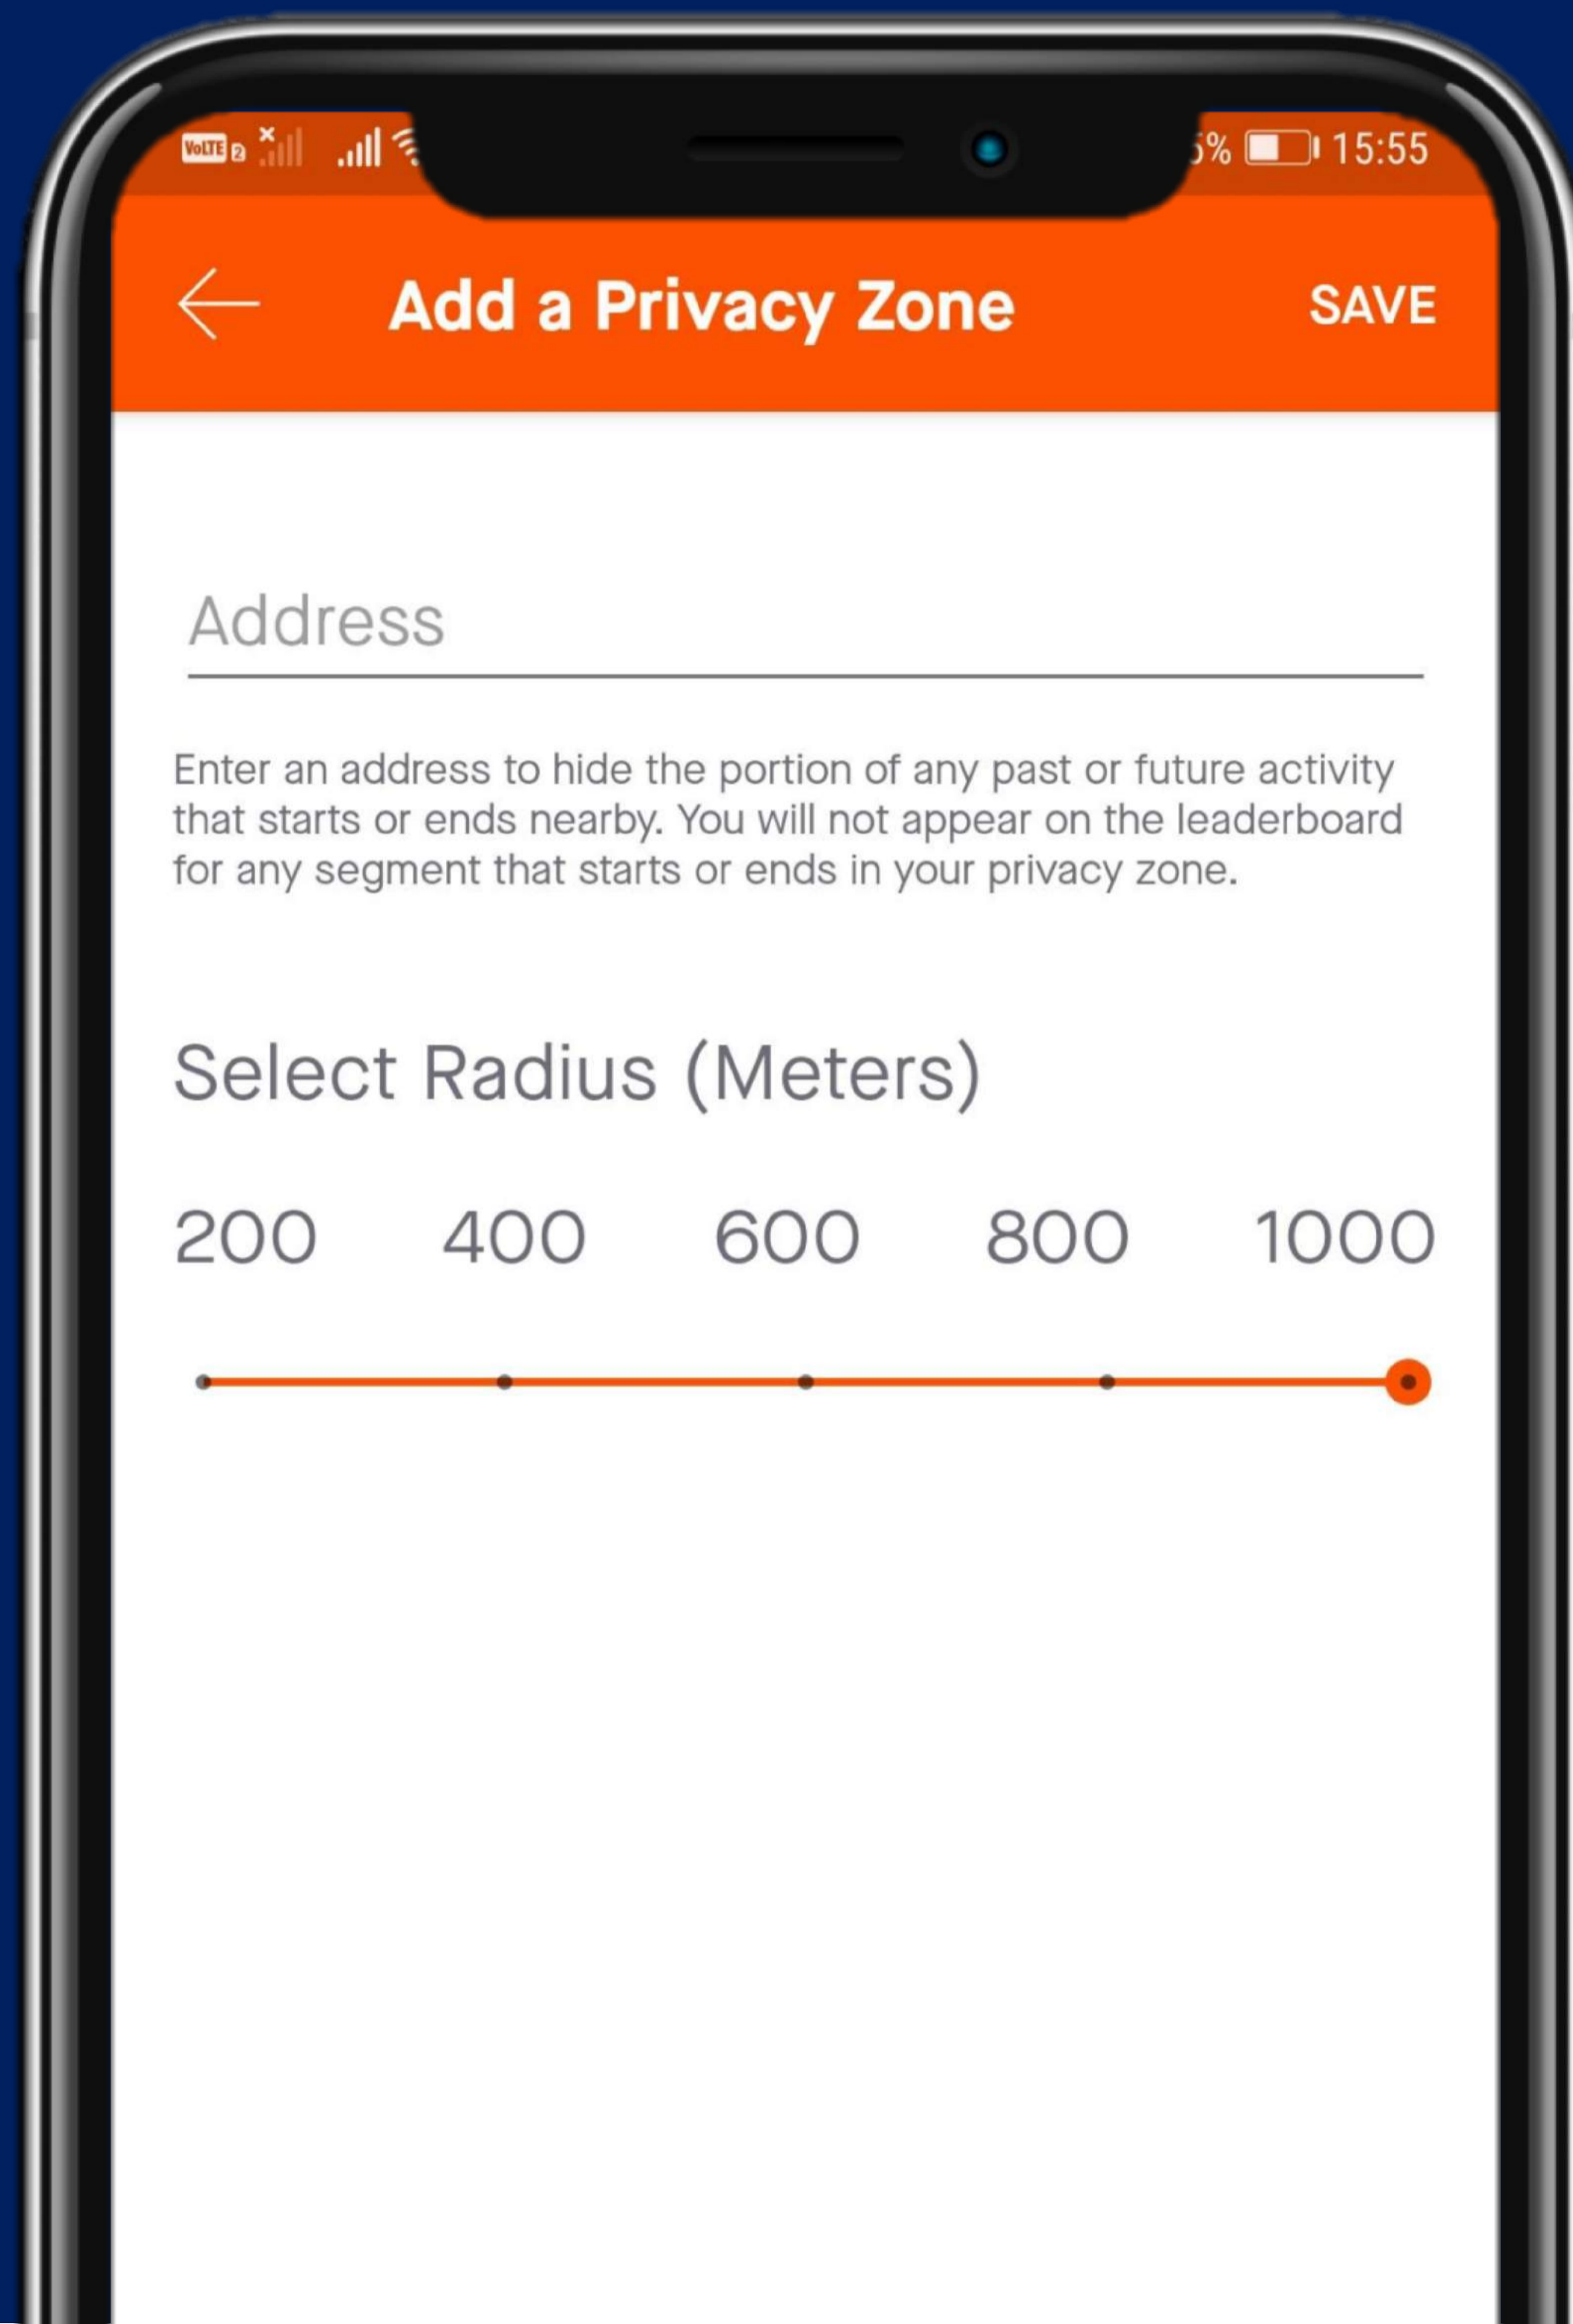 VoLTE 2 15:55
Add a Privacy Zone SAVE
Address
Enter an address to hide the portion of any past or future activity
that starts or ends nearby. You will not appear on the leaderboard
for any segment that starts or ends in your privacy zone.
Select Radius (Meters)
200 400 600 800 1000